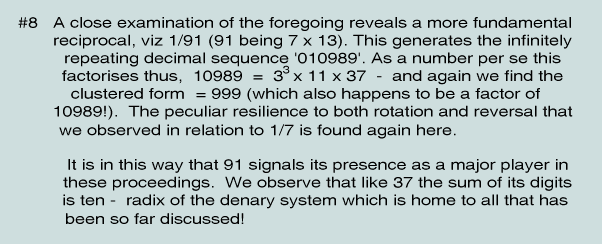 #8 A close examination of the foregoing reveals a more fundamental
reciprocal, viz 1/91 (91 being 7 x 13). This generates the infinitely
repeating decimal sequence '010989'. As a number per se this
factorises thus, 10989 = 3³ x 11 x 37 - and again we find the
clustered form = 999 (which also happens to be a factor of
10989!). The peculiar resilience to both rotation and reversal that
we observed in relation to 1/7 is found again here.
It is in this way that 91 signals its presence as a major player in
these proceedings. We observe that like 37 the sum of its digits
is ten - radix of the denary system which is home to all that has
been so far discussed!